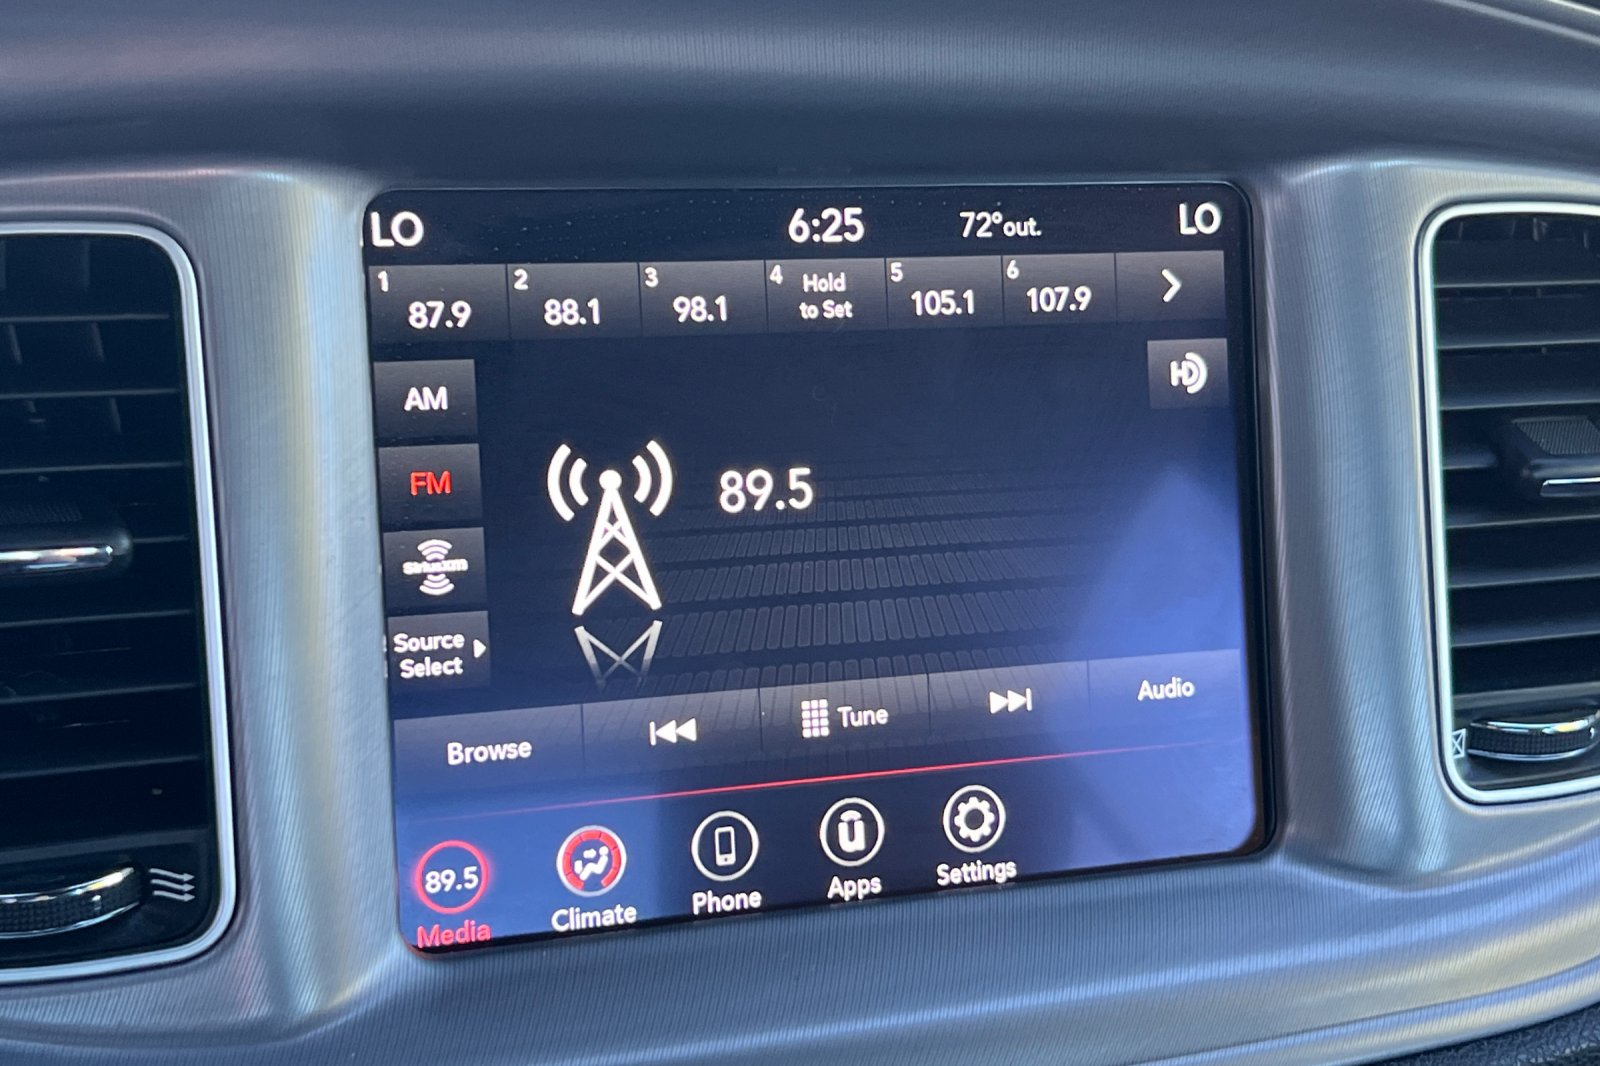 LO 6:25 72°out. LO
1 87.9
2 88.1
3 98.1
4 Hold
to Set
5 105.1
6 107.9
AM
HD
FM
89.5
SiriusXM
Source
Select
Browse
Tune
Audio
89.5
Media
Climate
Phone
Apps
Settings